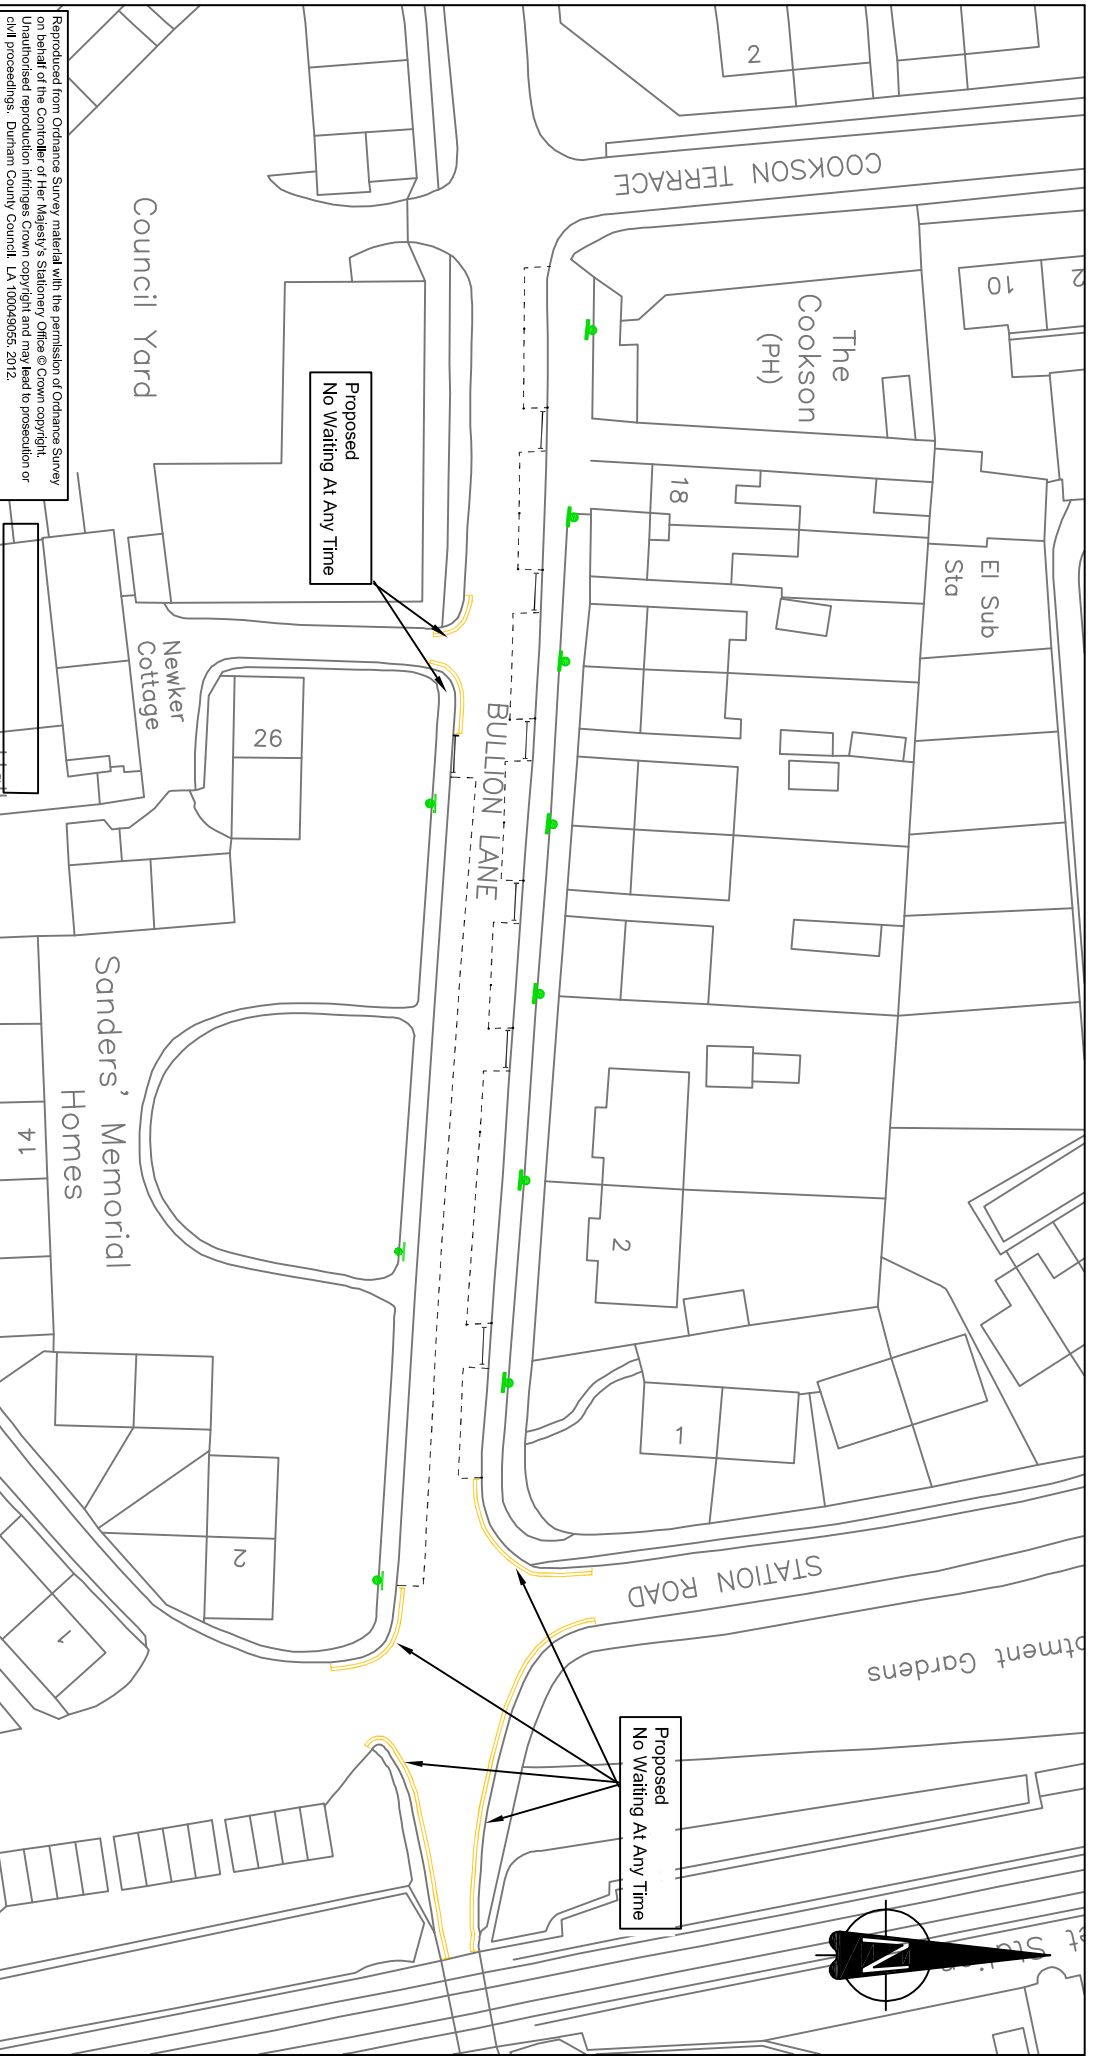 2
COOKSON TERRACE
10
2
The
Cookson
(PH)
Council Yard
Proposed
No Waiting At Any Time
18
El Sub
Sta
Newker
Cottage
26
BULLION LANE
Sanders' Memorial
Homes
14
2
1
2
1
STATION ROAD
otment Gardens
Proposed
No Waiting At Any Time
N
Reproduced from Ordnance Survey material with the permission of Ordnance Survey
on behalf of the Controller of Her Majesty's Stationery Office © Crown copyright.
Unauthorised reproduction infringes Crown copyright and may lead to prosecution or
civil proceedings. Durham County Council. LA 100049055. 2012.